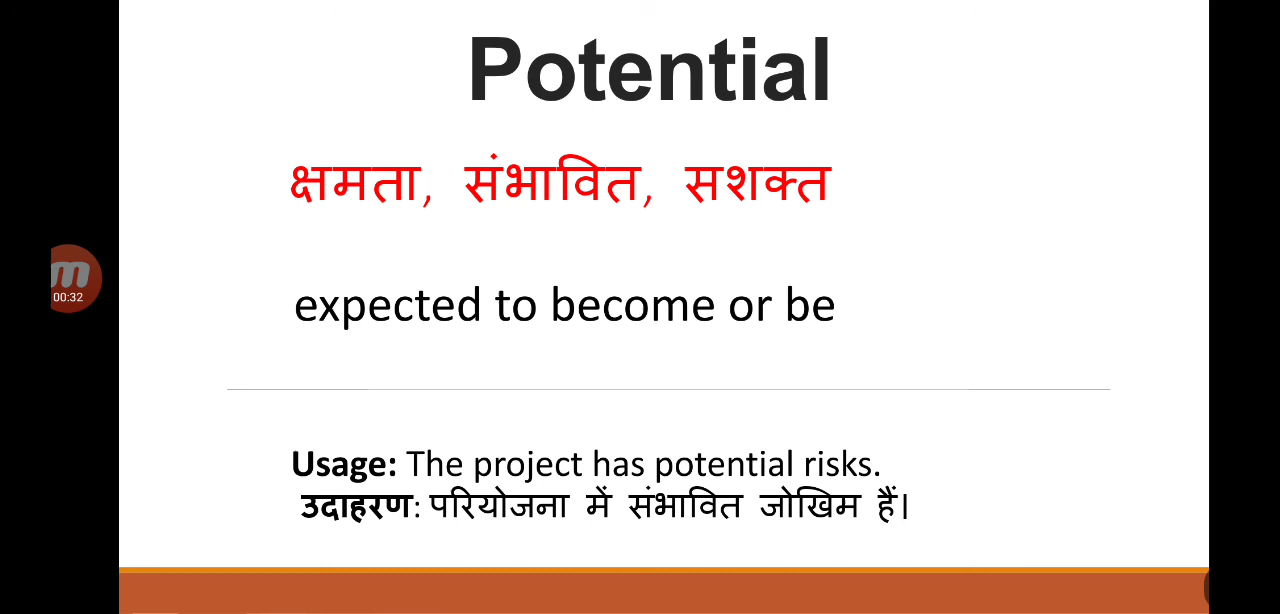 Potential
क्षमता, संभावित, सशक्त
m
00:32
expected to become or be
Usage: The project has potential risks.
उदाहरण: परियोजना में संभावित जोखिम हैं।